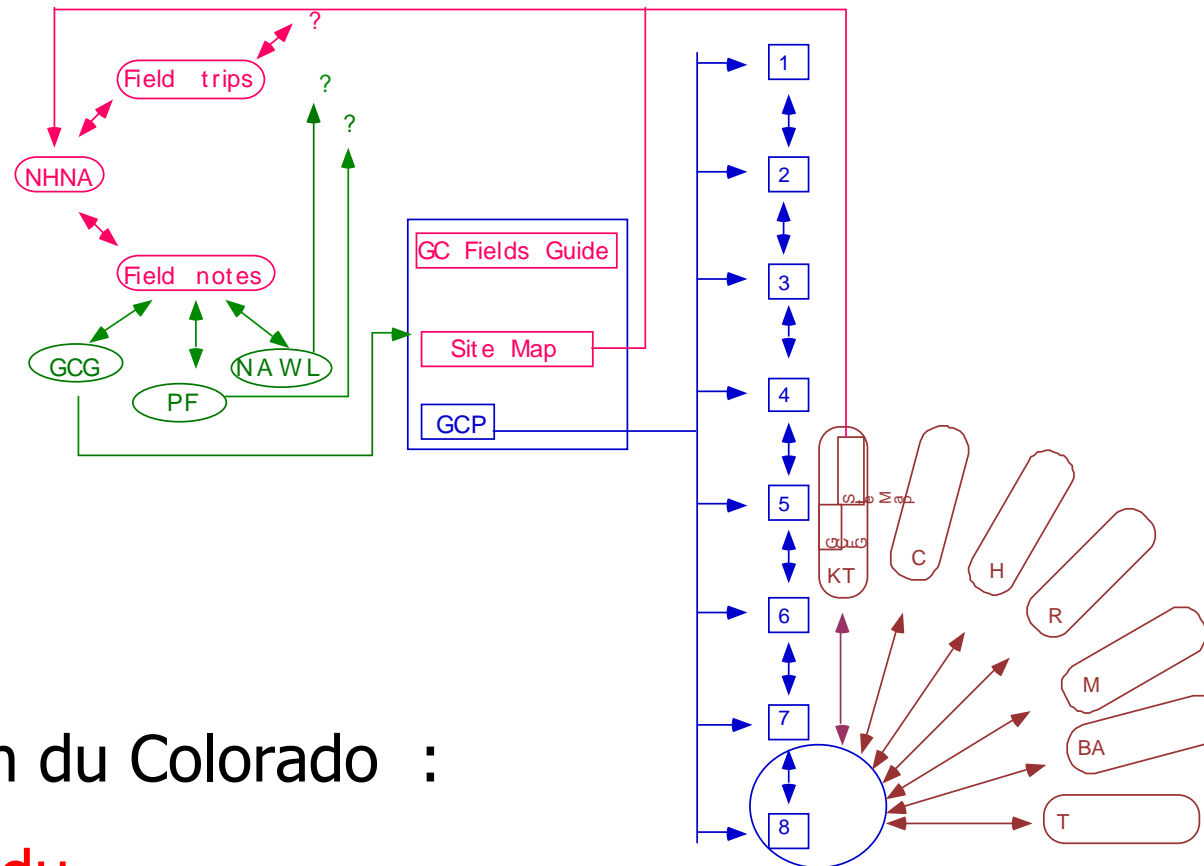 ?
Field trips
?
?
NHNA
Field notes
GCG
PF
NAWL
GC Fields Guide
Site Map
GCP
1
2
3
4
5
6
7
8
KT
C
H
R
M
BA
T
n du Colorado :
du